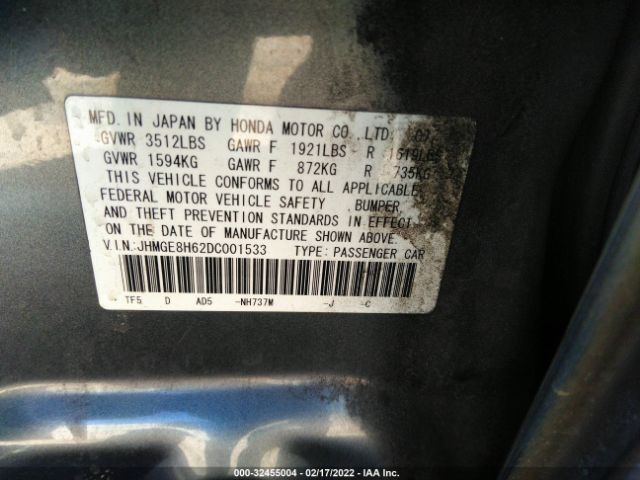 MFD. IN JAPAN BY HONDA MOTOR CO., LTD.
GVWR 3512LBS GAWR F 1921LBS R 1619LBS
GVWR 1594KG GAWR F 872KG R 735KG
THIS VEHICLE CONFORMS TO ALL APPLICABLE
FEDERAL MOTOR VEHICLE SAFETY, BUMPER,
AND THEFT PREVENTION STANDARDS IN EFFECT
ON THE DATE OF MANUFACTURE SHOWN ABOVE.
V.I.N.:JHMGE8H62DC001533 TYPE: PASSENGER CAR
TF5 D AD5 -NH737M -J -C
000-32455004 - 02/17/2022 - IAA Inc.